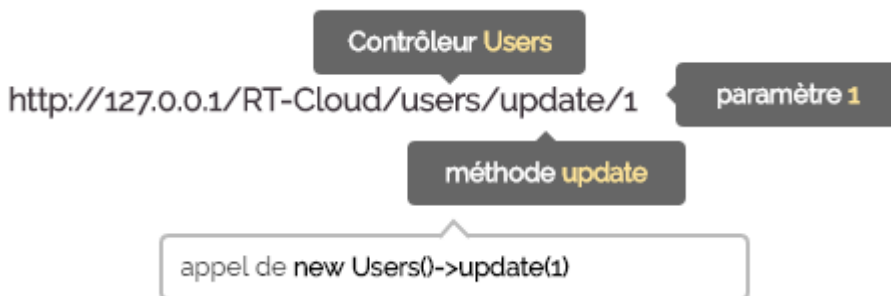 Contrôleur Users
http://127.0.0.1/RT-Cloud/users/update/1
paramètre 1
méthode update
appel de new Users()->update(1)